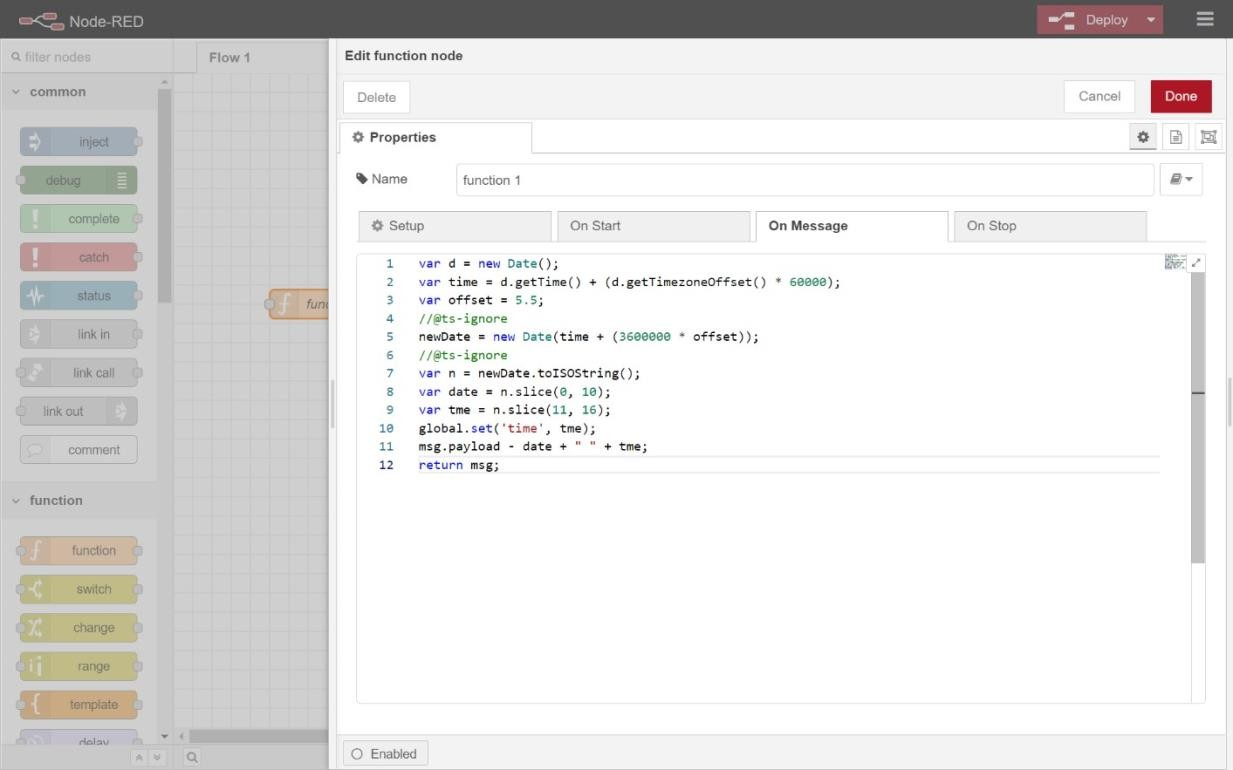 Node-RED
Deploy
filter nodes
Flow 1
Edit function node
common
Delete
Cancel
Done
inject
Properties
debug
Name
function 1
complete
Setup
On Start
On Message
On Stop
catch
status
link in
link call
link out
comment
func
1 var d = new Date();
2 var time = d.getTime() + (d.getTimezoneOffset() * 60000);
3 var offset = 5.5;
4 //@ts-ignore
5 newDate = new Date(time + (3600000 * offset));
6 //@ts-ignore
7 var n = newDate.toISOString();
8 var date = n.slice(0, 10);
9 var tme = n.slice(11, 16);
10 global.set('time', tme);
11 msg.payload - date + " " + tme;
12 return msg;
function
function
switch
change
range
template
delay
Enabled